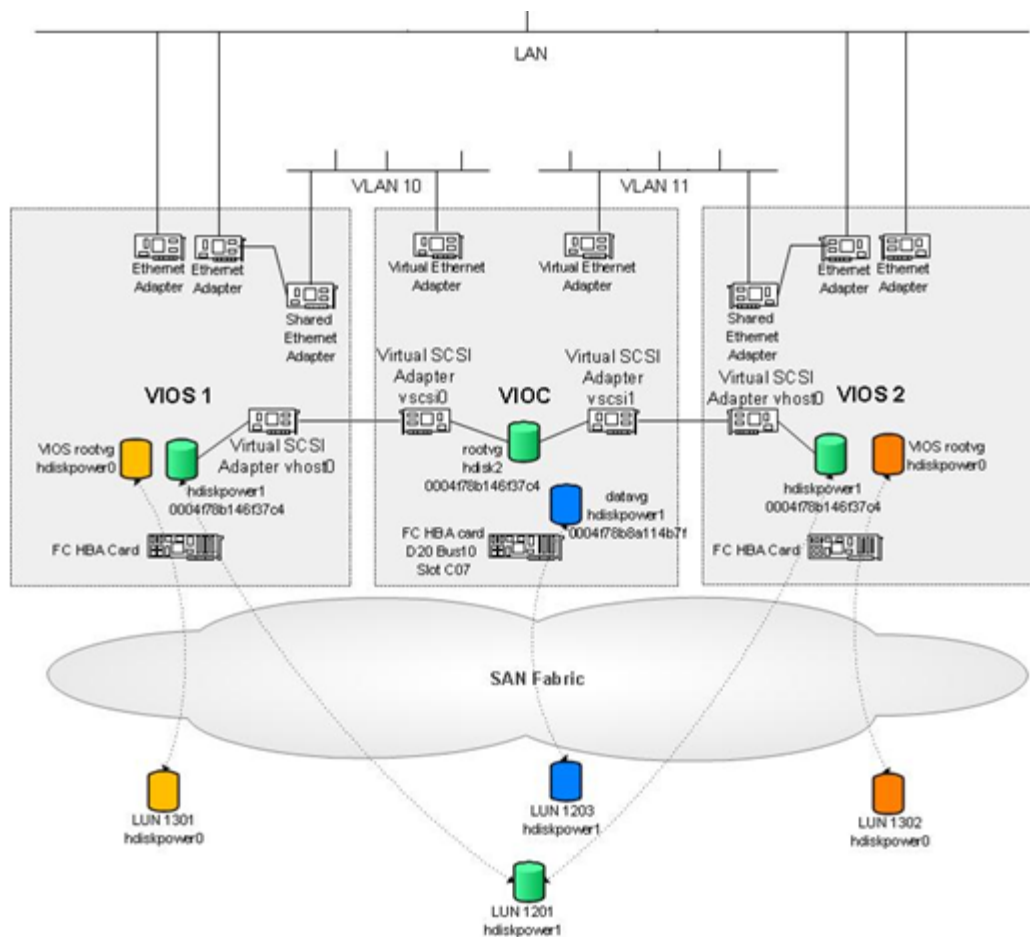 LAN
VLAN 10
VLAN 11
Ethernet
Adapter
Ethernet
Adapter
Shared
Ethernet
Adapter
VIOS 1
Virtual SCSI
Adapter vhost0
VIOS rootvg
hdiskpower0
hdiskpower1
0004f78b146f37c4
FC HBA Card
Virtual Ethernet
Adapter
Virtual Ethernet
Adapter
Virtual SCSI
Adapter
vscsi0
VIOC
Virtual SCSI
Adapter
vscsi1
rootvg
hdisk2
0004f78b146f37c4
datavg
hdiskpower1
0004f78b8a114b7f
FC HBA card
D20 Bus10
Slot C07
Ethernet
Adapter
Ethernet
Adapter
Shared
Ethernet
Adapter
Virtual SCSI
Adapter vhost0
VIOS 2
hdiskpower1
0004f78b146f37c4
VIOS rootvg
hdiskpower0
FC HBA Card
SAN Fabric
LUN 1301
hdiskpower0
LUN 1203
hdiskpower1
LUN 1302
hdiskpower0
LUN 1201
hdiskpower1